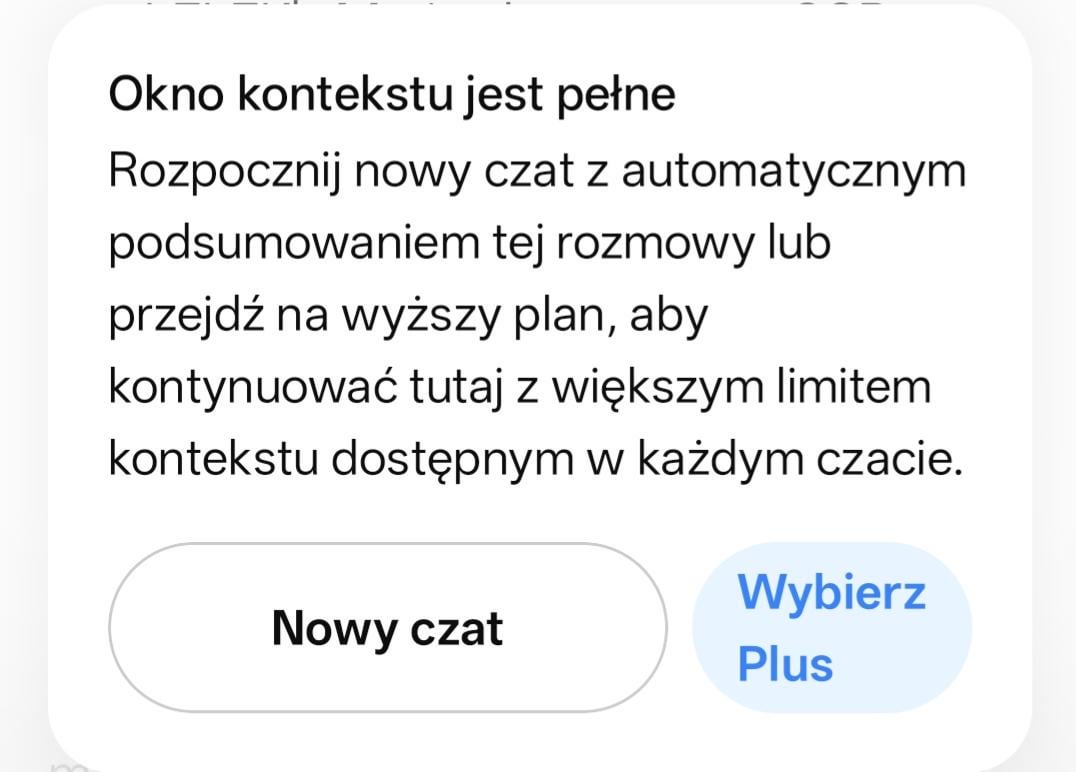 Okno kontekstu jest pełne
Rozpocznij nowy czat z automatycznym
podsumowaniem tej rozmowy lub
przejdź na wyższy plan, aby
kontynuować tutaj z większym limitem
kontekstu dostępnym w każdym czacie.
Nowy czat
Wybierz
Plus